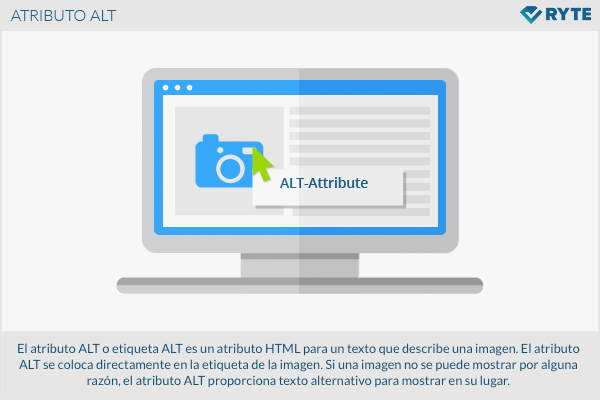 ATRIBUTO ALT
RYTE
ALT-Attribute
El atributo ALT o etiqueta ALT es un atributo HTML para un texto que describe una imagen. El atributo
ALT se coloca directamente en la etiqueta de la imagen. Si una imagen no se puede mostrar por alguna
razón, el atributo ALT proporciona texto alternativo para mostrar en su lugar.